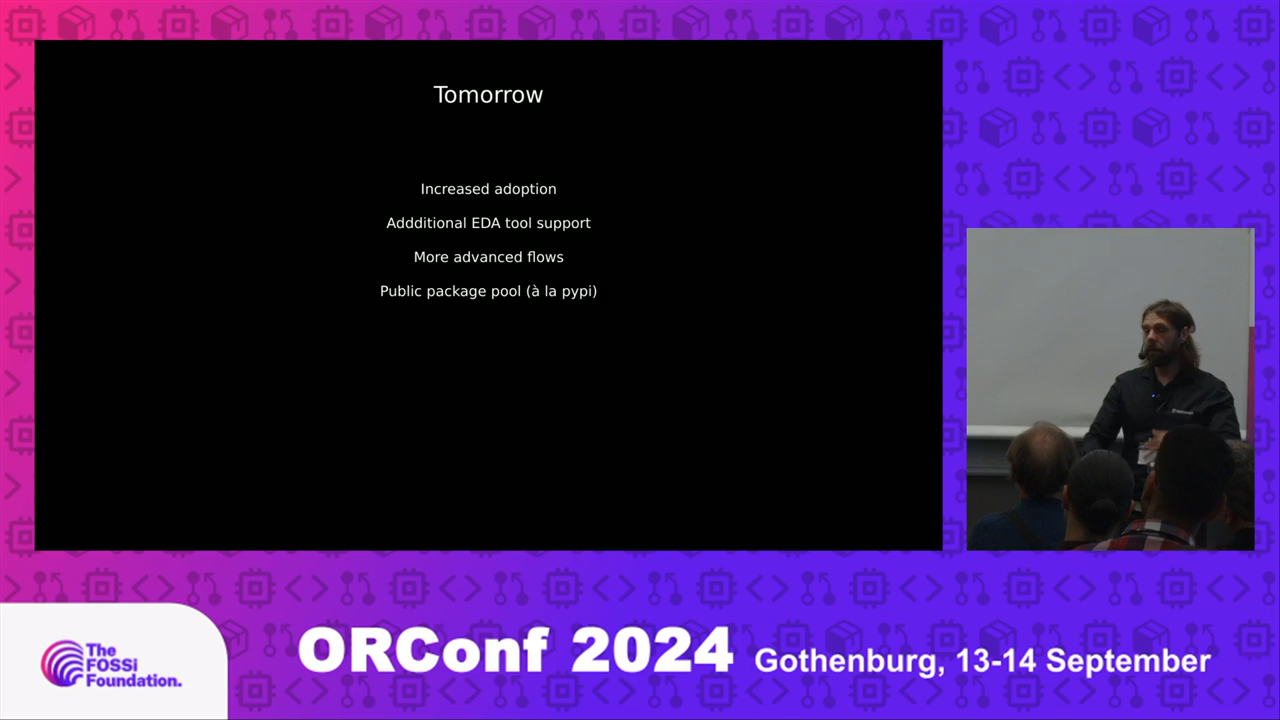 Tomorrow
Increased adoption
Addditional EDA tool support
More advanced flows
Public package pool (à la pypi)
The
FOSSi
Foundation.
ORConf 2024 Gothenburg, 13-14 September